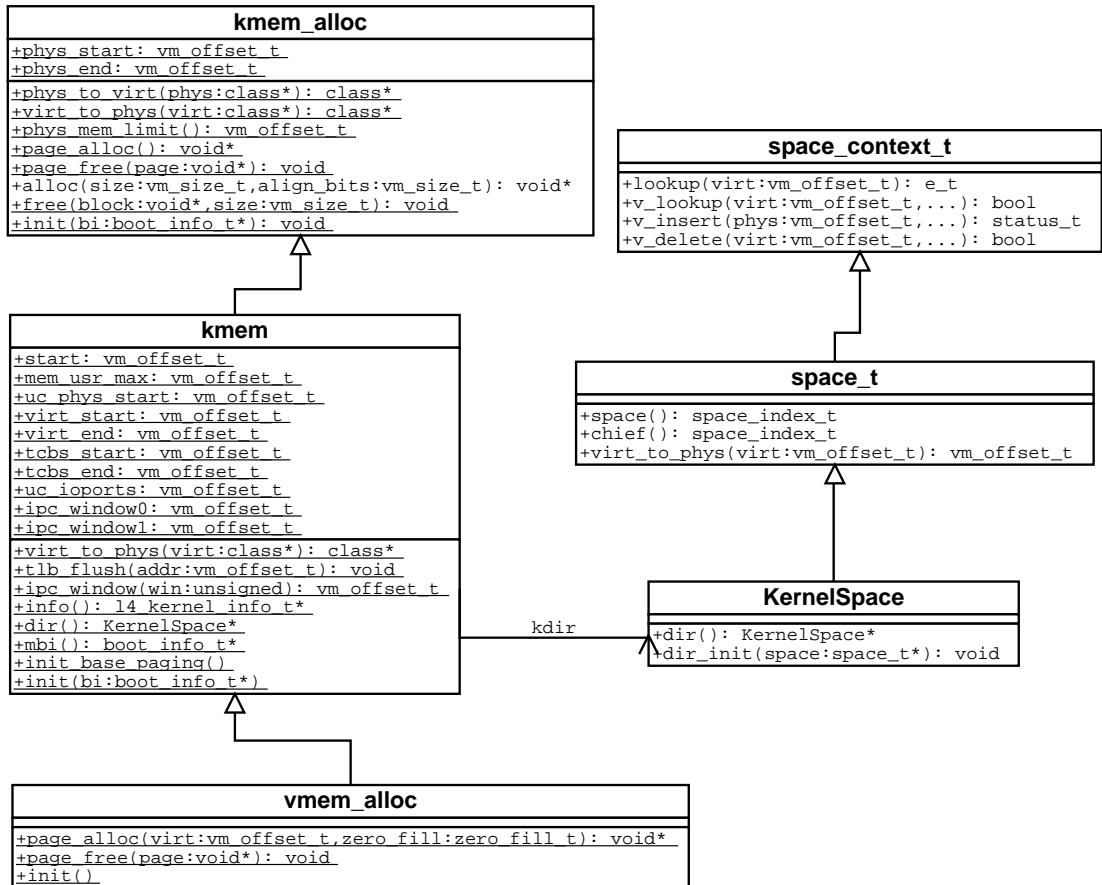 kmem_alloc
+phys_start: vm_offset_t
+phys_end: vm_offset_t
+phys_to_virt(phys:class*): class*
+virt_to_phys(virt:class*): class*
+phys_mem_limit(): vm_offset_t
+page_alloc(): void*
+page_free(page:void*): void
+alloc(size:vm_size_t,align_bits:vm_size_t): void*
+free(block:void*,size:vm_size_t): void
+init(bi:boot_info_t*): void
space_context_t
+lookup(virt:vm_offset_t): e_t
+v_lookup(virt:vm_offset_t,...): bool
+v_insert(phys:vm_offset_t,...): status_t
+v_delete(virt:vm_offset_t,...): bool
kmem
+start: vm_offset_t
+mem_usr_max: vm_offset_t
+uc_phys_start: vm_offset_t
+virt_start: vm_offset_t
+virt_end: vm_offset_t
+tcbs_start: vm_offset_t
+tcbs_end: vm_offset_t
+uc_ioports: vm_offset_t
+ipc_window0: vm_offset_t
+ipc_window1: vm_offset_t
+virt_to_phys(virt:class*): class*
+tlb_flush(addr:vm_offset_t): void
+ipc_window(win:unsigned): vm_offset_t
+info(): l4_kernel_info_t*
+dir(): KernelSpace*
+mbi(): boot_info_t*
+init_base_paging()
+init(bi:boot_info_t*)
space_t
+space(): space_index_t
+chief(): space_index_t
+virt_to_phys(virt:vm_offset_t): vm_offset_t
kdir
KernelSpace
+dir(): KernelSpace*
+dir_init(space:space_t*): void
vmem_alloc
+page_alloc(virt:vm_offset_t,zero_fill:zero_fill_t): void*
+page_free(page:void*): void
+init()